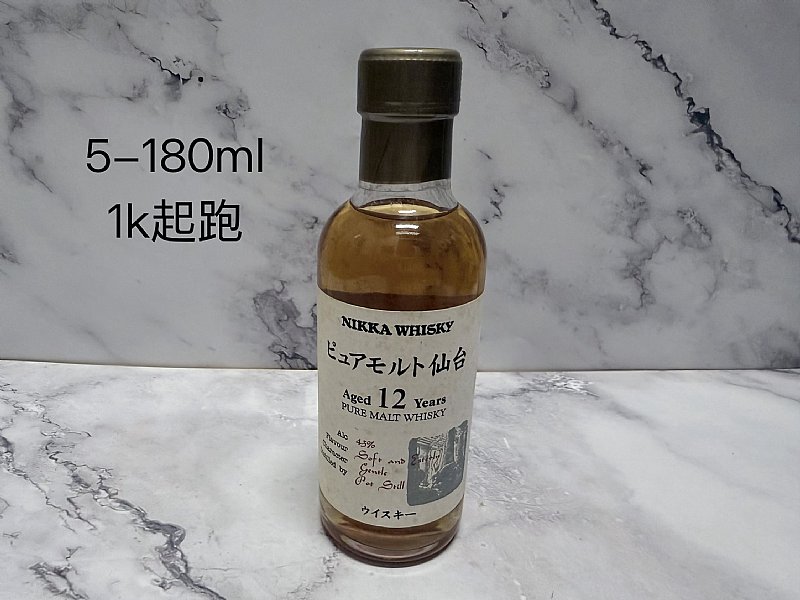 5-180ml
1k起跑
NIKKA WHISKY
ピュアモルト仙台
Aged 12 Years
PURE MALT WHISKY
Alc 43%
Flavour Soft and
Character Gentle
Distilled by Pot Still
ウイスキー